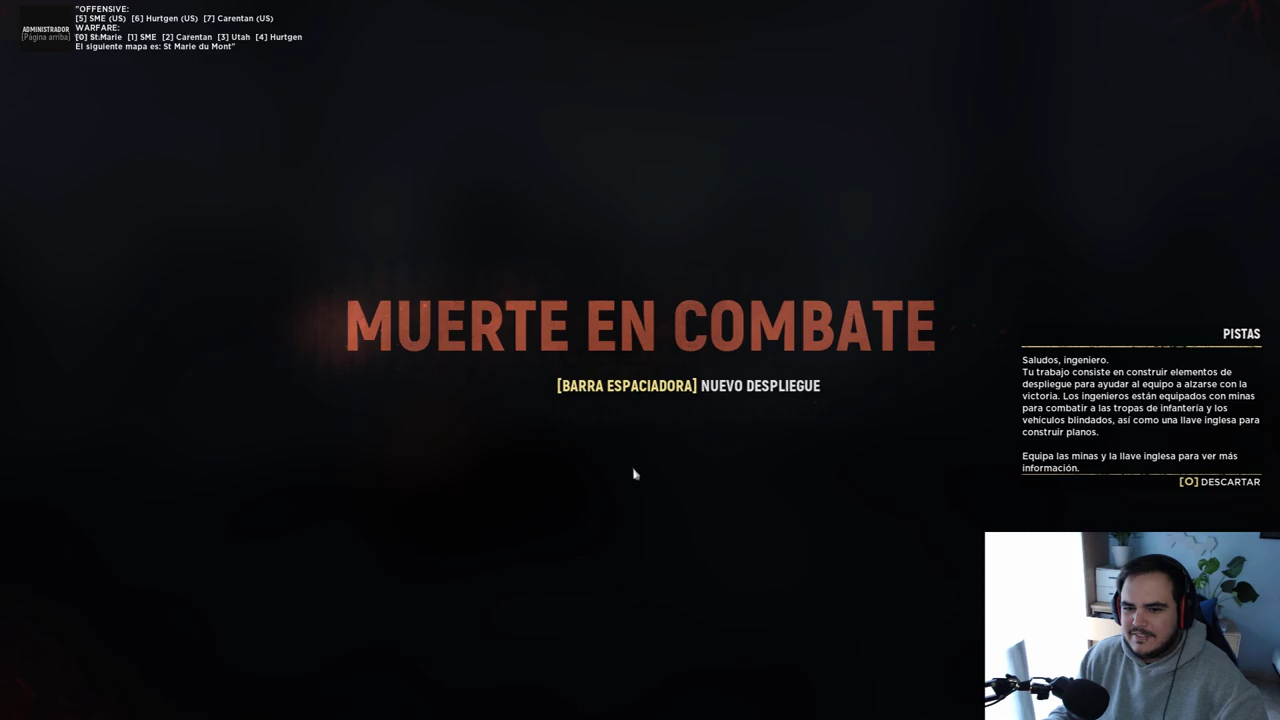 "OFFENSIVE:
[5] SME (US)  [6] Hurtgen (US)  [7] Carentan (US)
WARFARE:
[0] St.Marie  [1] SME  [2] Carentan  [3] Utah  [4] Hurtgen
El siguiente mapa es: St Marie du Mont"
ADMINISTRADOR
[Página arriba]
MUERTE EN COMBATE
[BARRA ESPACIADORA] NUEVO DESPLIEGUE
PISTAS
Saludos, ingeniero.
Tu trabajo consiste en construir elementos de
despliegue para ayudar al equipo a alzarse con la
victoria. Los ingenieros están equipados con minas
para combatir a las tropas de infantería y los
vehículos blindados, así como una llave inglesa para
construir planos.
Equipa las minas y la llave inglesa para ver más
información.
[O] DESCARTAR